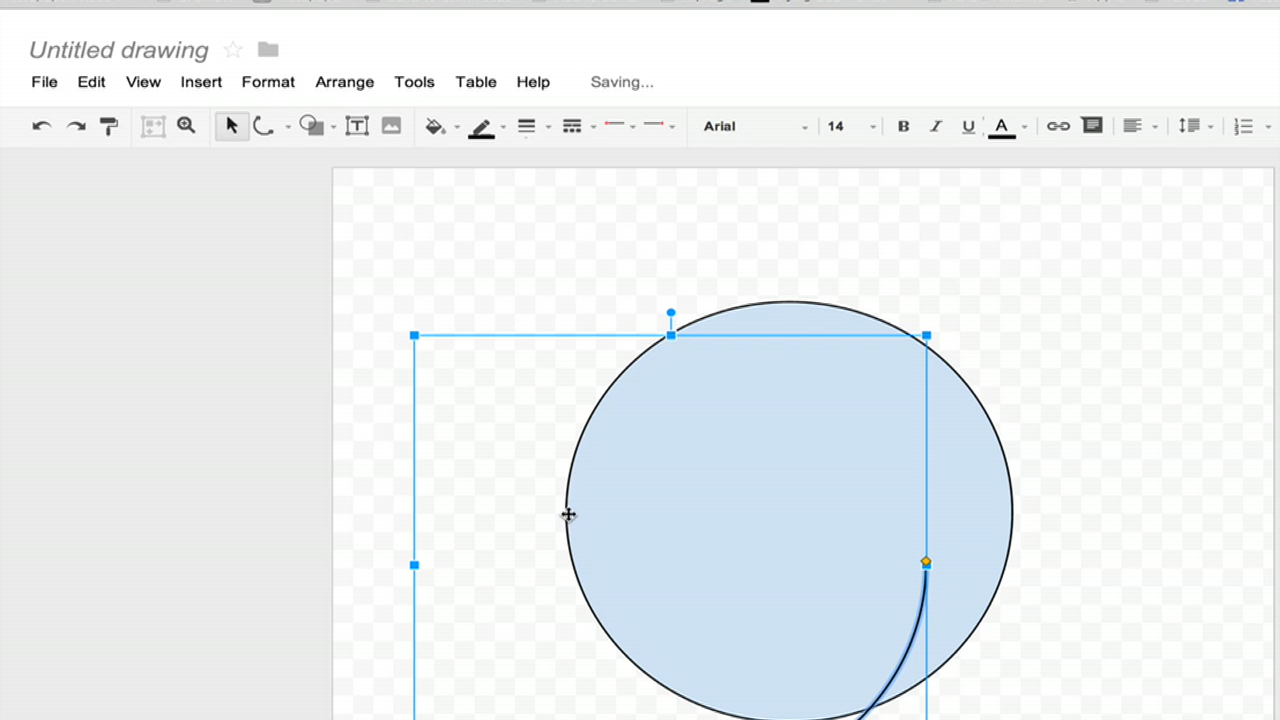 Untitled drawing
File Edit View Insert Format Arrange Tools Table Help Saving...
Arial 14 B I U A